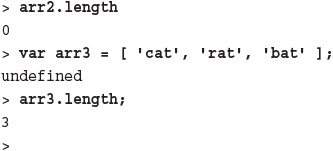 > arr2.length
0
> var arr3 = [ 'cat', 'rat', 'bat' ];
undefined
> arr3.length;
3
>